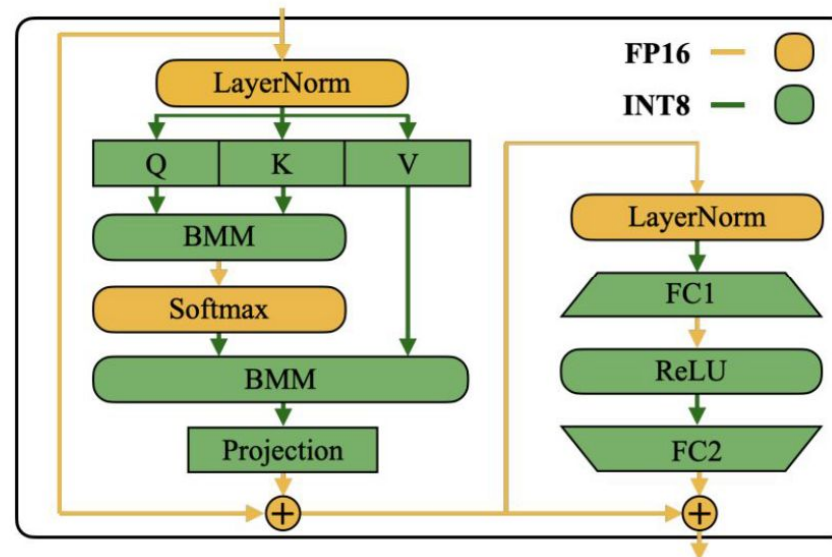 FP16
INT8
LayerNorm
Q K V
BMM
Softmax
BMM
Projection
+
LayerNorm
FC1
ReLU
FC2
+